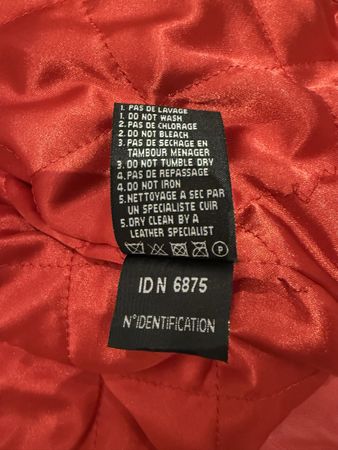 1. PAS DE LAVAGE
1. DO NOT WASH
2. PAS DE CHLORAGE
2. DO NOT BLEACH
3. PAS DE SECHAGE EN
TAMBOUR MENAGER
3. DO NOT TUMBLE DRY
4. PAS DE REPASSAGE
4. DO NOT IRON
5. NETTOYAGE A SEC PAR
UN SPECIALISTE CUIR
5. DRY CLEAN BY A
LEATHER SPECIALIST
P
ID N 6875
N°IDENTIFICATION